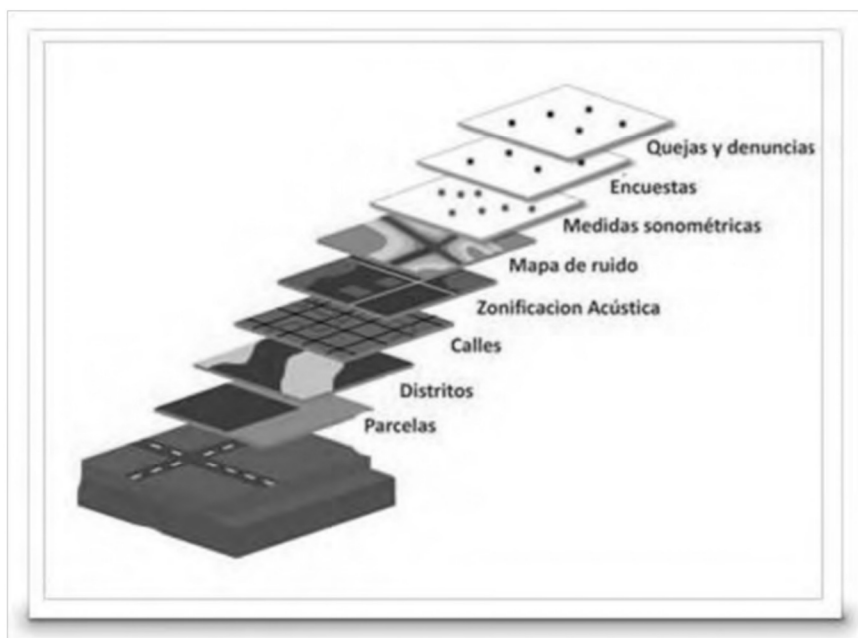 Quejas y denuncias
Encuestas
Medidas sonométricas
Mapa de ruido
Zonificacion Acústica
Calles
Distritos
Parcelas